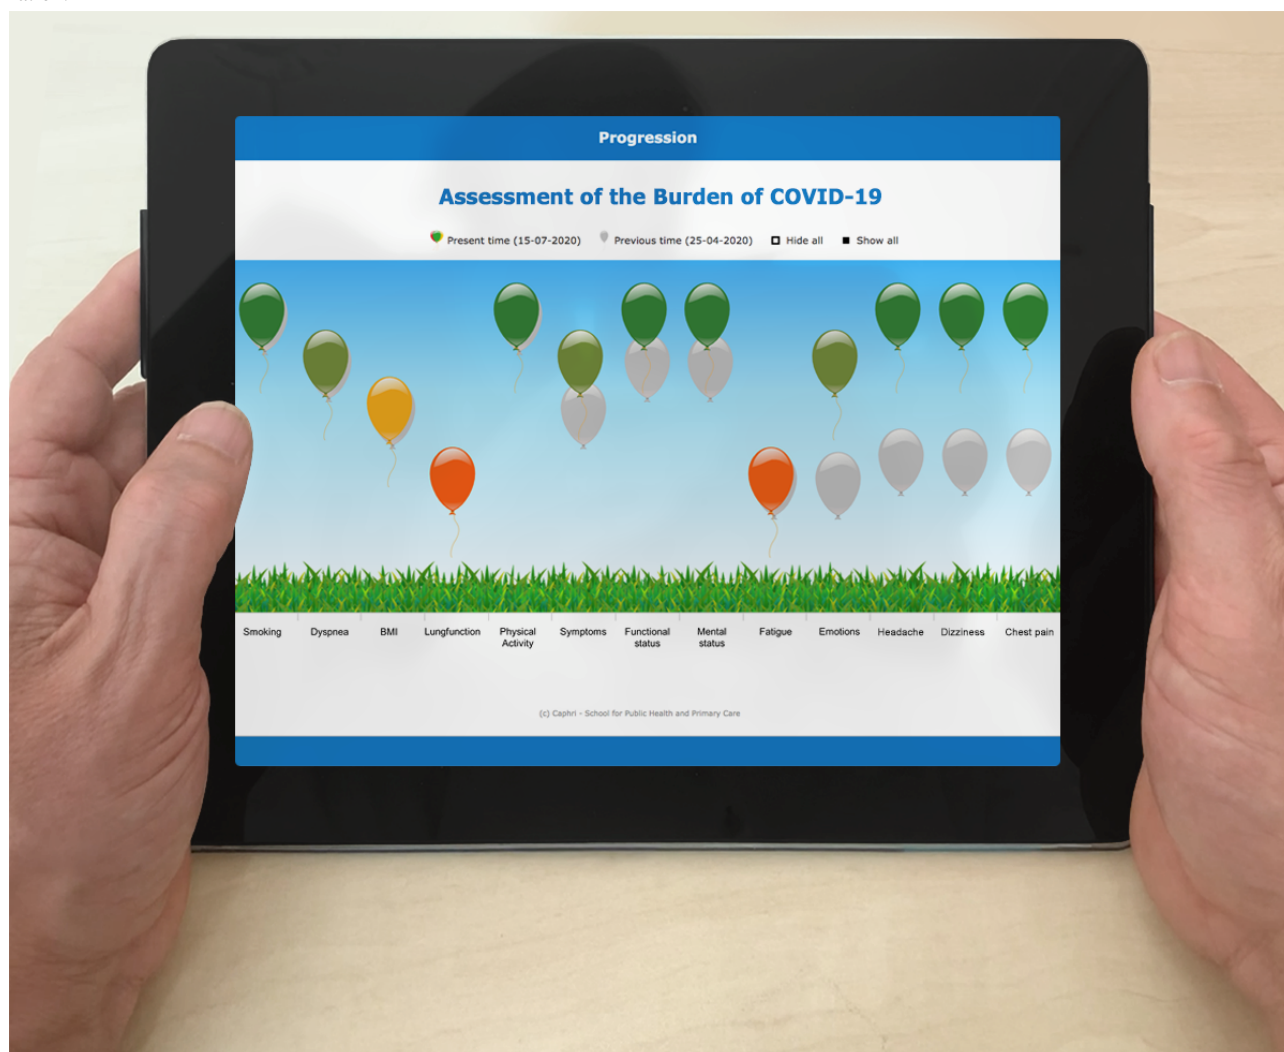 Progression
Assessment of the Burden of COVID-19
Present time (15-07-2020) Previous time (25-04-2020) Hide all Show all
Smoking Dyspnea BMI Lungfunction Physical Activity Symptoms Functional status Mental status Fatigue Emotions Headache Dizziness Chest pain
(c) Caphri - School for Public Health and Primary Care